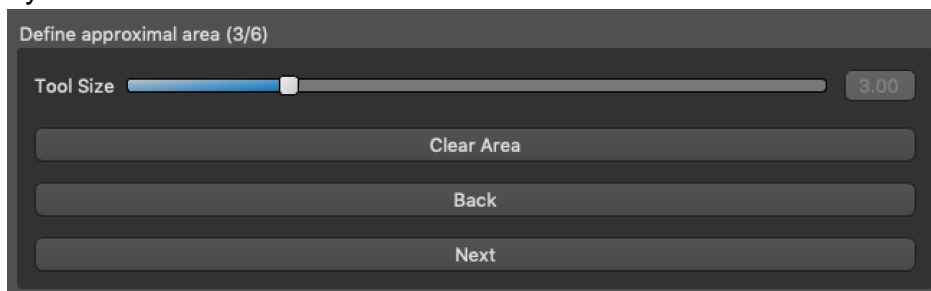 Define approximal area (3/6)
Tool Size 3.00
Clear Area
Back
Next